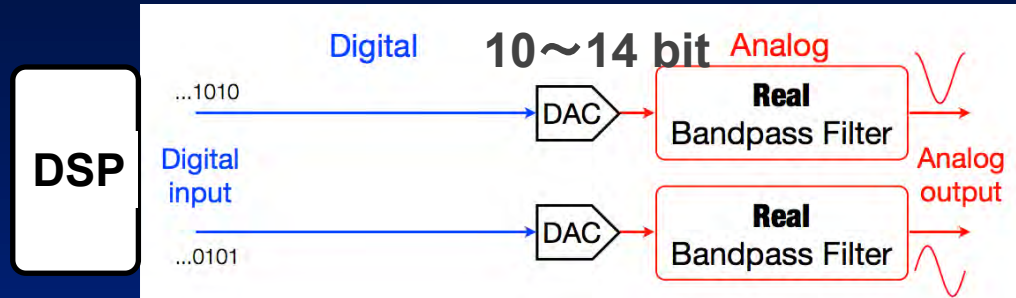 Digital
10～14 bit
Analog
...1010
DAC
Real
Bandpass Filter
DSP
Digital
input
Analog
output
...0101
DAC
Real
Bandpass Filter